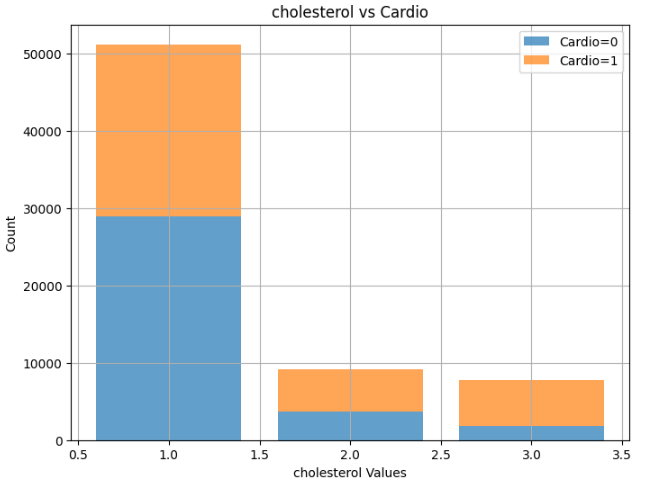 cholesterol vs Cardio
Cardio=0
Cardio=1
50000
40000
30000
20000
10000
0
Count
0.5 1.0 1.5 2.0 2.5 3.0 3.5
cholesterol Values